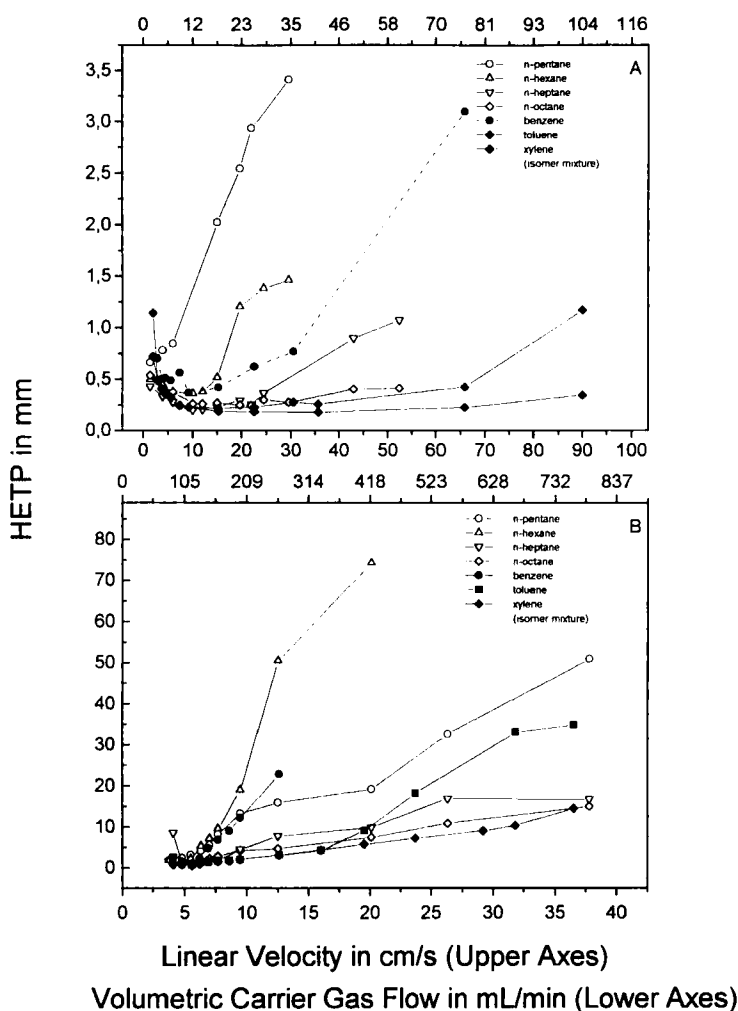 0 12 23 35 46 58 70 81 93 104 116
3,5
3,0
2,5
2,0
1,5
1,0
0,5
0,0
A
n-pentane
n-hexane
n-heptane
n-octane
benzene
toluene
xylene
(isomer mixture)
0 10 20 30 40 50 60 70 80 90 100
HETP in mm
0 105 209 314 418 523 628 732 837
80
70
60
50
40
30
20
10
0
B
n-pentane
n-hexane
n-heptane
n-octane
benzene
toluene
xylene
(isomer mixture)
0 5 10 15 20 25 30 35 40
Linear Velocity in cm/s (Upper Axes)
Volumetric Carrier Gas Flow in mL/min (Lower Axes)